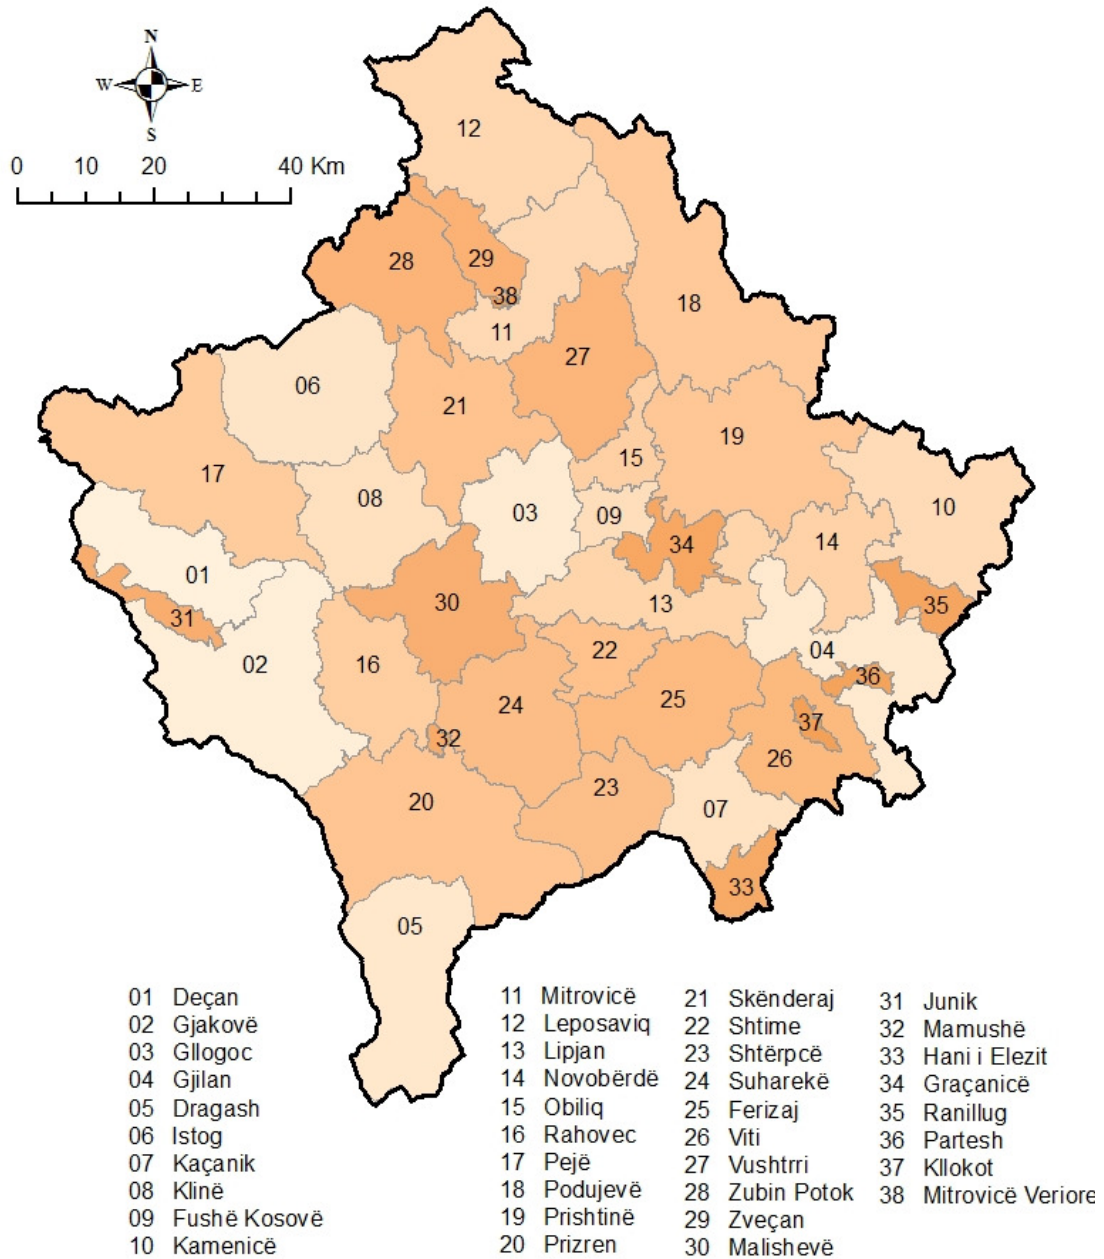 N
W E
S
0 10 20 40 Km
12
28
29
38
18
11
27
06
21
19
17
15
08
03
09
10
14
34
01
30
13
35
31
22
04
16
02
36
24
25
37
32
26
20
23
07
33
05
01 Deçan
02 Gjakovë
03 Gllogoc
04 Gjilan
05 Dragash
06 Istog
07 Kaçanik
08 Klinë
09 Fushë Kosovë
10 Kamenicë
11 Mitrovicë
12 Leposaviq
13 Lipjan
14 Novobërdë
15 Obiliq
16 Rahovec
17 Pejë
18 Podujevë
19 Prishtinë
20 Prizren
21 Skënderaj
22 Shtime
23 Shtërpcë
24 Suharekë
25 Ferizaj
26 Viti
27 Vushtrri
28 Zubin Potok
29 Zveçan
30 Malishevë
31 Junik
32 Mamushë
33 Hani i Elezit
34 Graçanicë
35 Ranillug
36 Partesh
37 Kllokot
38 Mitrovicë Veriore